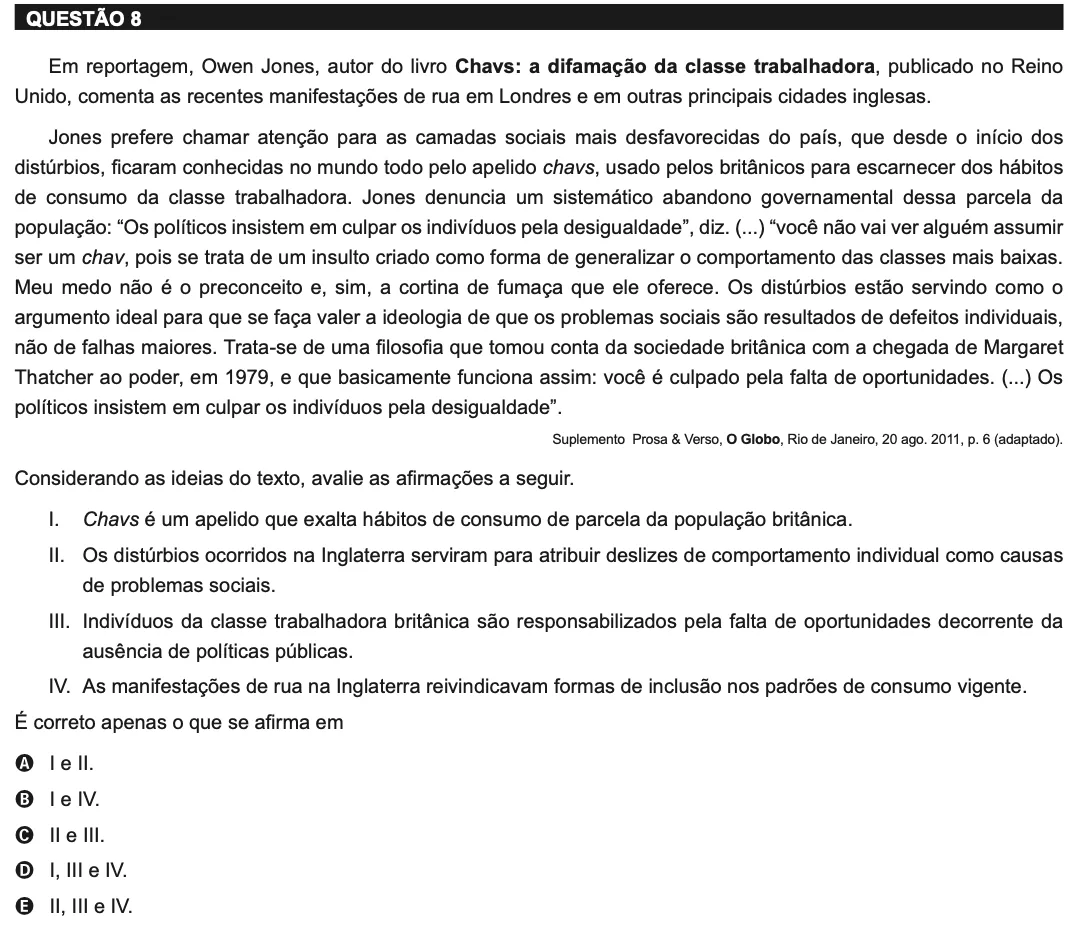 QUESTÃO 8
Em reportagem, Owen Jones, autor do livro Chavs: a difamação da classe trabalhadora, publicado no Reino
Unido, comenta as recentes manifestações de rua em Londres e em outras principais cidades inglesas.
Jones prefere chamar atenção para as camadas sociais mais desfavorecidas do país, que desde o início dos
distúrbios, ficaram conhecidas no mundo todo pelo apelido chavs, usado pelos britânicos para escarnecer dos hábitos
de consumo da classe trabalhadora. Jones denuncia um sistemático abandono governamental dessa parcela da
população: “Os políticos insistem em culpar os indivíduos pela desigualdade”, diz. (...) “você não vai ver alguém assumir
ser um chav, pois se trata de um insulto criado como forma de generalizar o comportamento das classes mais baixas.
Meu medo não é o preconceito e, sim, a cortina de fumaça que ele oferece. Os distúrbios estão servindo como o
argumento ideal para que se faça valer a ideologia de que os problemas sociais são resultados de defeitos individuais,
não de falhas maiores. Trata-se de uma filosofia que tomou conta da sociedade britânica com a chegada de Margaret
Thatcher ao poder, em 1979, e que basicamente funciona assim: você é culpado pela falta de oportunidades. (...) Os
políticos insistem em culpar os indivíduos pela desigualdade”.
Suplemento Prosa & Verso, O Globo, Rio de Janeiro, 20 ago. 2011, p. 6 (adaptado).
Considerando as ideias do texto, avalie as afirmações a seguir.
I. Chavs é um apelido que exalta hábitos de consumo de parcela da população britânica.
II. Os distúrbios ocorridos na Inglaterra serviram para atribuir deslizes de comportamento individual como causas
de problemas sociais.
III. Indivíduos da classe trabalhadora britânica são responsabilizados pela falta de oportunidades decorrente da
ausência de políticas públicas.
IV. As manifestações de rua na Inglaterra reivindicavam formas de inclusão nos padrões de consumo vigente.
É correto apenas o que se afirma em
A I e II.
B I e IV.
C II e III.
D I, III e IV.
E II, III e IV.